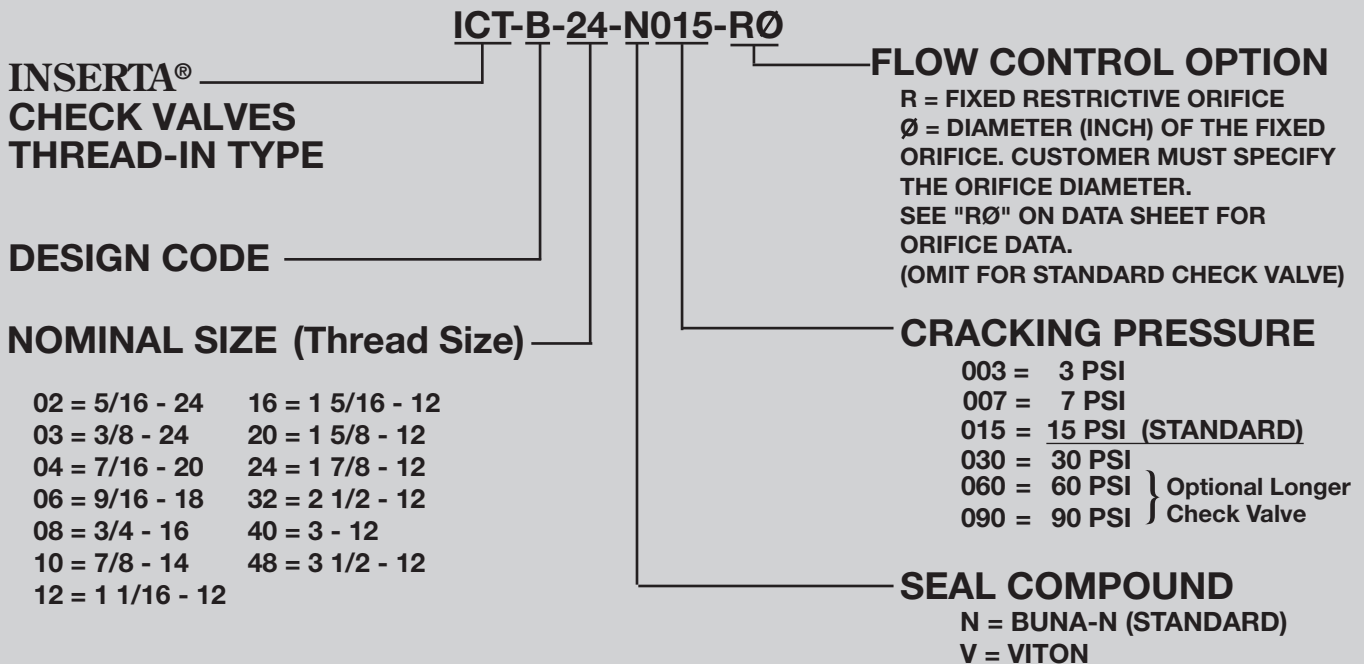 ICT-B-24-N015-RØ
INSERTA®
CHECK VALVES
THREAD-IN TYPE
DESIGN CODE
NOMINAL SIZE (Thread Size)
02 = 5/16 - 24
03 = 3/8 - 24
04 = 7/16 - 20
06 = 9/16 - 18
08 = 3/4 - 16
10 = 7/8 - 14
12 = 1 1/16 - 12
16 = 1 5/16 - 12
20 = 1 5/8 - 12
24 = 1 7/8 - 12
32 = 2 1/2 - 12
40 = 3 - 12
48 = 3 1/2 - 12
FLOW CONTROL OPTION
R = FIXED RESTRICTIVE ORIFICE
Ø = DIAMETER (INCH) OF THE FIXED
ORIFICE. CUSTOMER MUST SPECIFY
THE ORIFICE DIAMETER.
SEE "RØ" ON DATA SHEET FOR
ORIFICE DATA.
(OMIT FOR STANDARD CHECK VALVE)
CRACKING PRESSURE
003 = 3 PSI
007 = 7 PSI
015 = 15 PSI (STANDARD)
030 = 30 PSI
060 = 60 PSI } Optional Longer
090 = 90 PSI Check Valve
SEAL COMPOUND
N = BUNA-N (STANDARD)
V = VITON